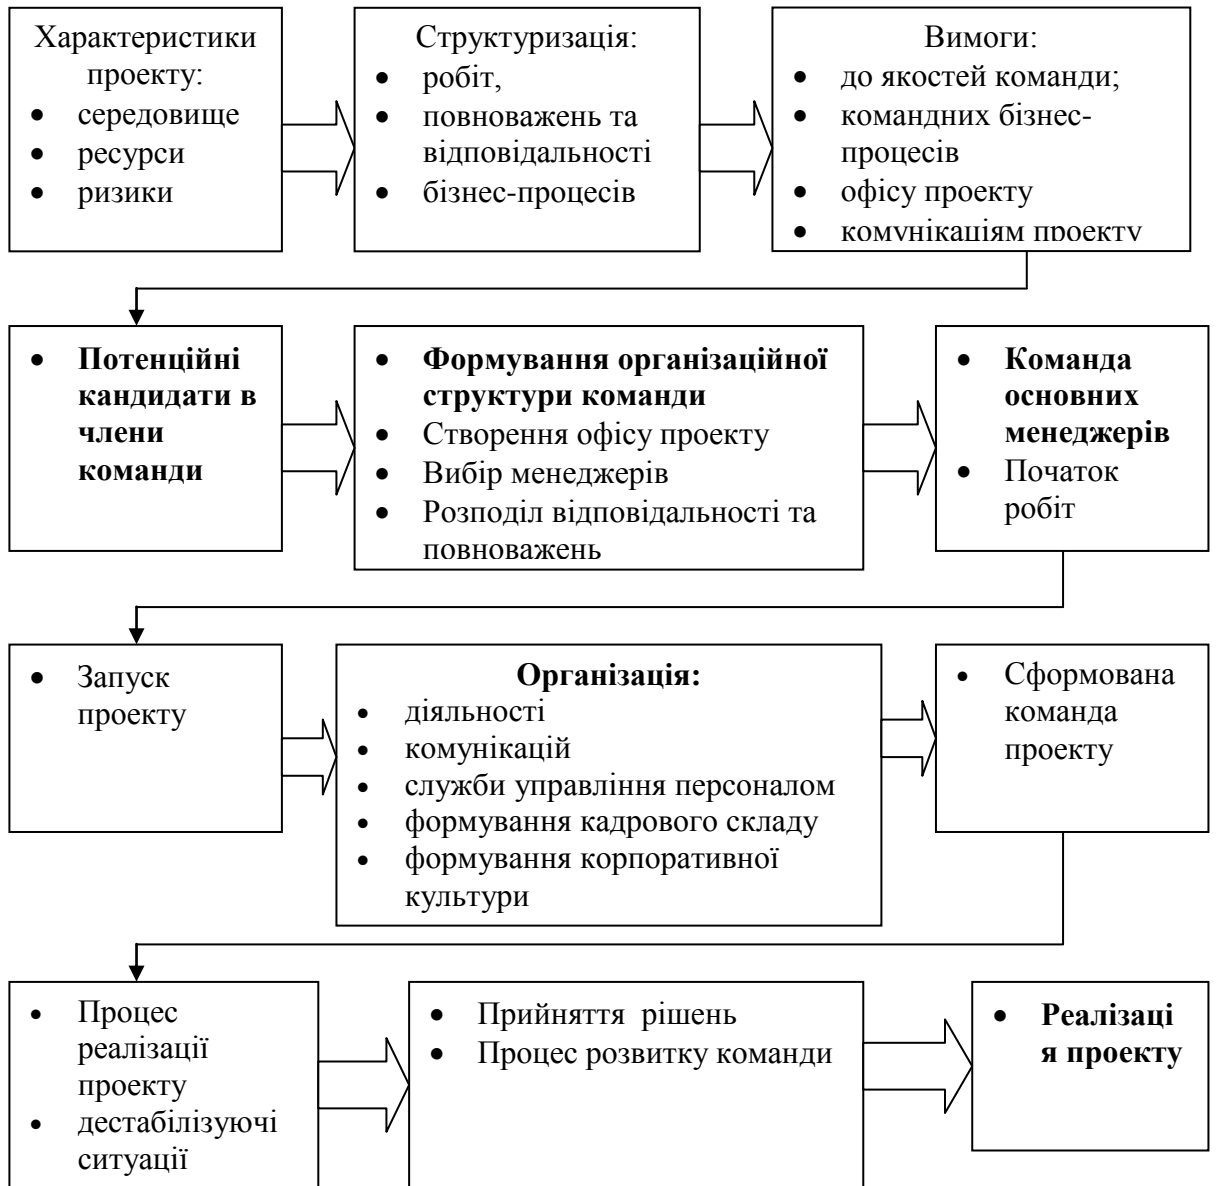 Характеристики
проекту:
• середовище
• ресурси
• ризики
Структуризація:
• робіт,
• повноважень та
відповідальності
• бізнес-процесів
Вимоги:
• до якостей команди;
• командних бізнес-
процесів
• офісу проекту
• комунікаціям проекту
• Потенційні
кандидати в
члени
команди
• Формування організаційної
структури команди
• Створення офісу проекту
• Вибір менеджерів
• Розподіл відповідальності та
повноважень
• Команда
основних
менеджерів
• Початок
робіт
• Запуск
проекту
Організація:
• діяльності
• комунікацій
• служби управління персоналом
• формування кадрового складу
• формування корпоративної
культури
• Сформована
команда
проекту
• Процес
реалізації
проекту
• дестабілізуючі
ситуації
• Прийняття рішень
• Процес розвитку команди
• Реалізаці
я проекту